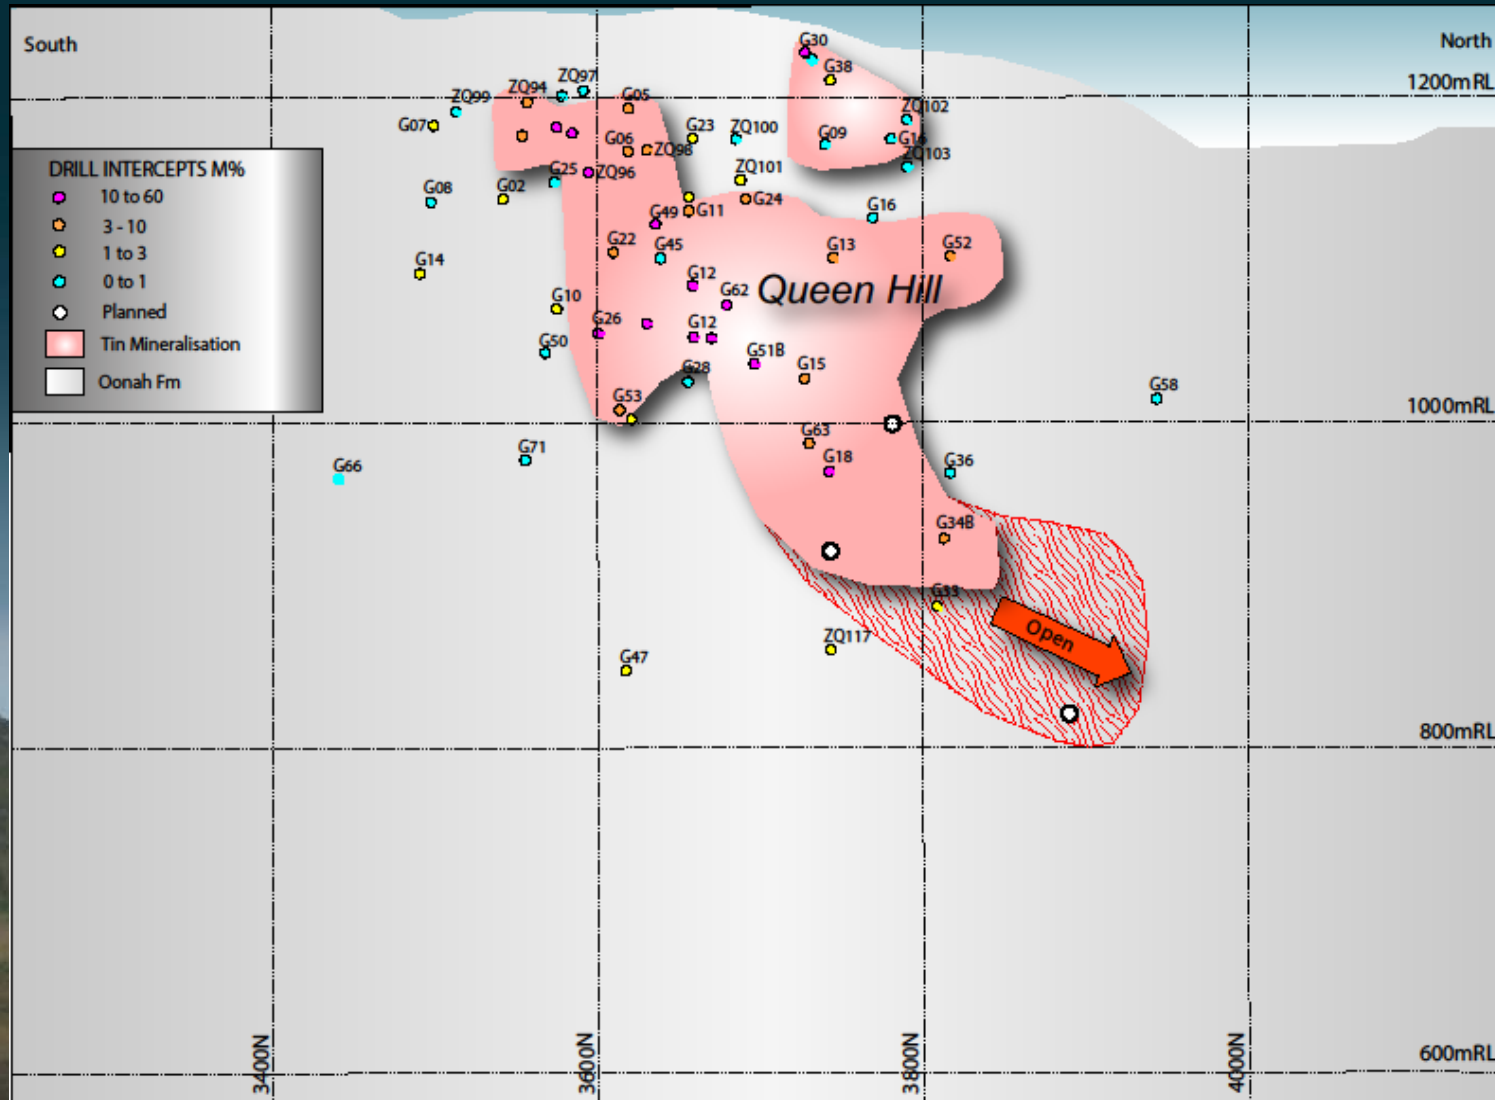 South
North
G30
G38
1200mRL
ZQ97
ZQ94
ZQ99
G05
ZQ102
G07
G23
ZQ100
G09
G16
G06
ZQ98
ZQ103
DRILL INTERCEPTS M%
10 to 60
3 - 10
1 to 3
0 to 1
Planned
Tin Mineralisation
Oonah Fm
G25
ZQ96
ZQ101
G08
G02
G24
G49
G11
G16
G22
G45
G13
G52
G14
G12
Queen Hill
G62
G10
G26
G12
G50
G51B
G15
G28
G58
G53
1000mRL
G63
G71
G18
G36
G66
G34B
G33
Open
ZQ117
G47
800mRL
3400N
3600N
3800N
4000N
600mRL